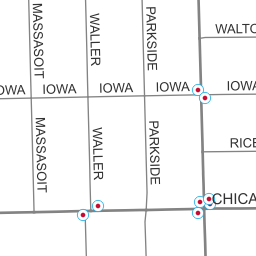 MASSASOIT
WALLER
PARKSIDE
WALTO
OWA
IOWA
IOWA
IOWA
IOWA
MASSASOIT
WALLER
PARKSIDE
RICE
CHICA